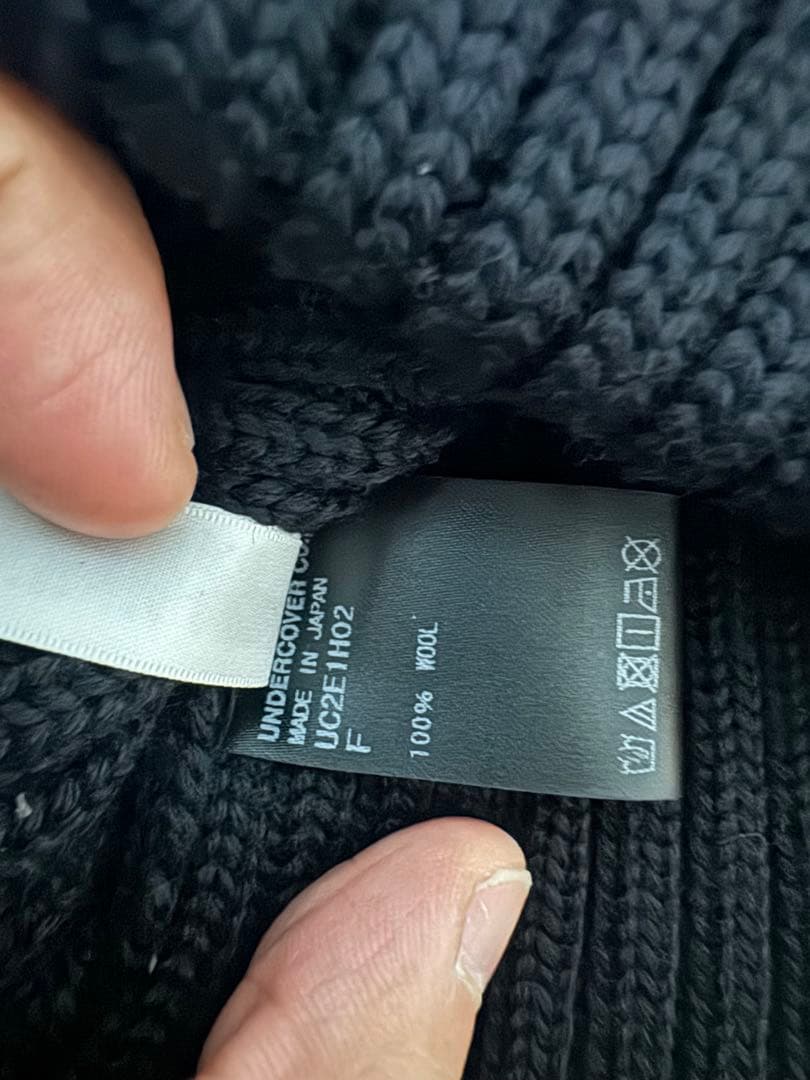 UNDERCOVER CO
MADE IN JAPAN
UC2E1H02
F
100% WOOL